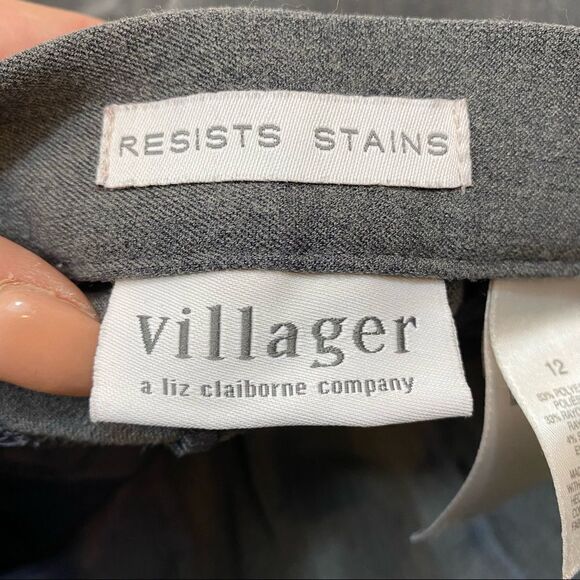 RESISTS STAINS
villager
a liz claiborne company
12